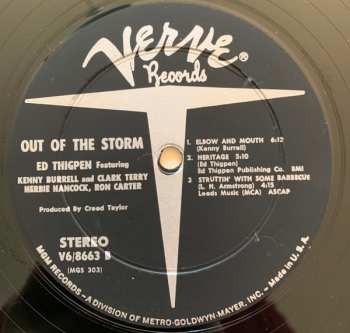 Verve®
Records
OUT OF THE STORM
ED THIGPEN Featuring
KENNY BURRELL and CLARK TERRY
HERBIE HANCOCK, RON CARTER
Produced By Creed Taylor
STEREO
V6/8663 B
(MGS 303)
1. ELBOW AND MOUTH 6:12
(Kenny Burrell)
2. HERITAGE 5:10
(Ed Thigpen)
Ed Thigpen Publishing Co. BMI
3 STRUTTIN' WITH SOME BARBECUE
(L. H. Armstrong) 4:15
Leeds Music (MCA) ASCAP
MGM RECORDS - A DIVISION OF METRO-GOLDWYN-MAYER, INC. - Made in U.S.A.